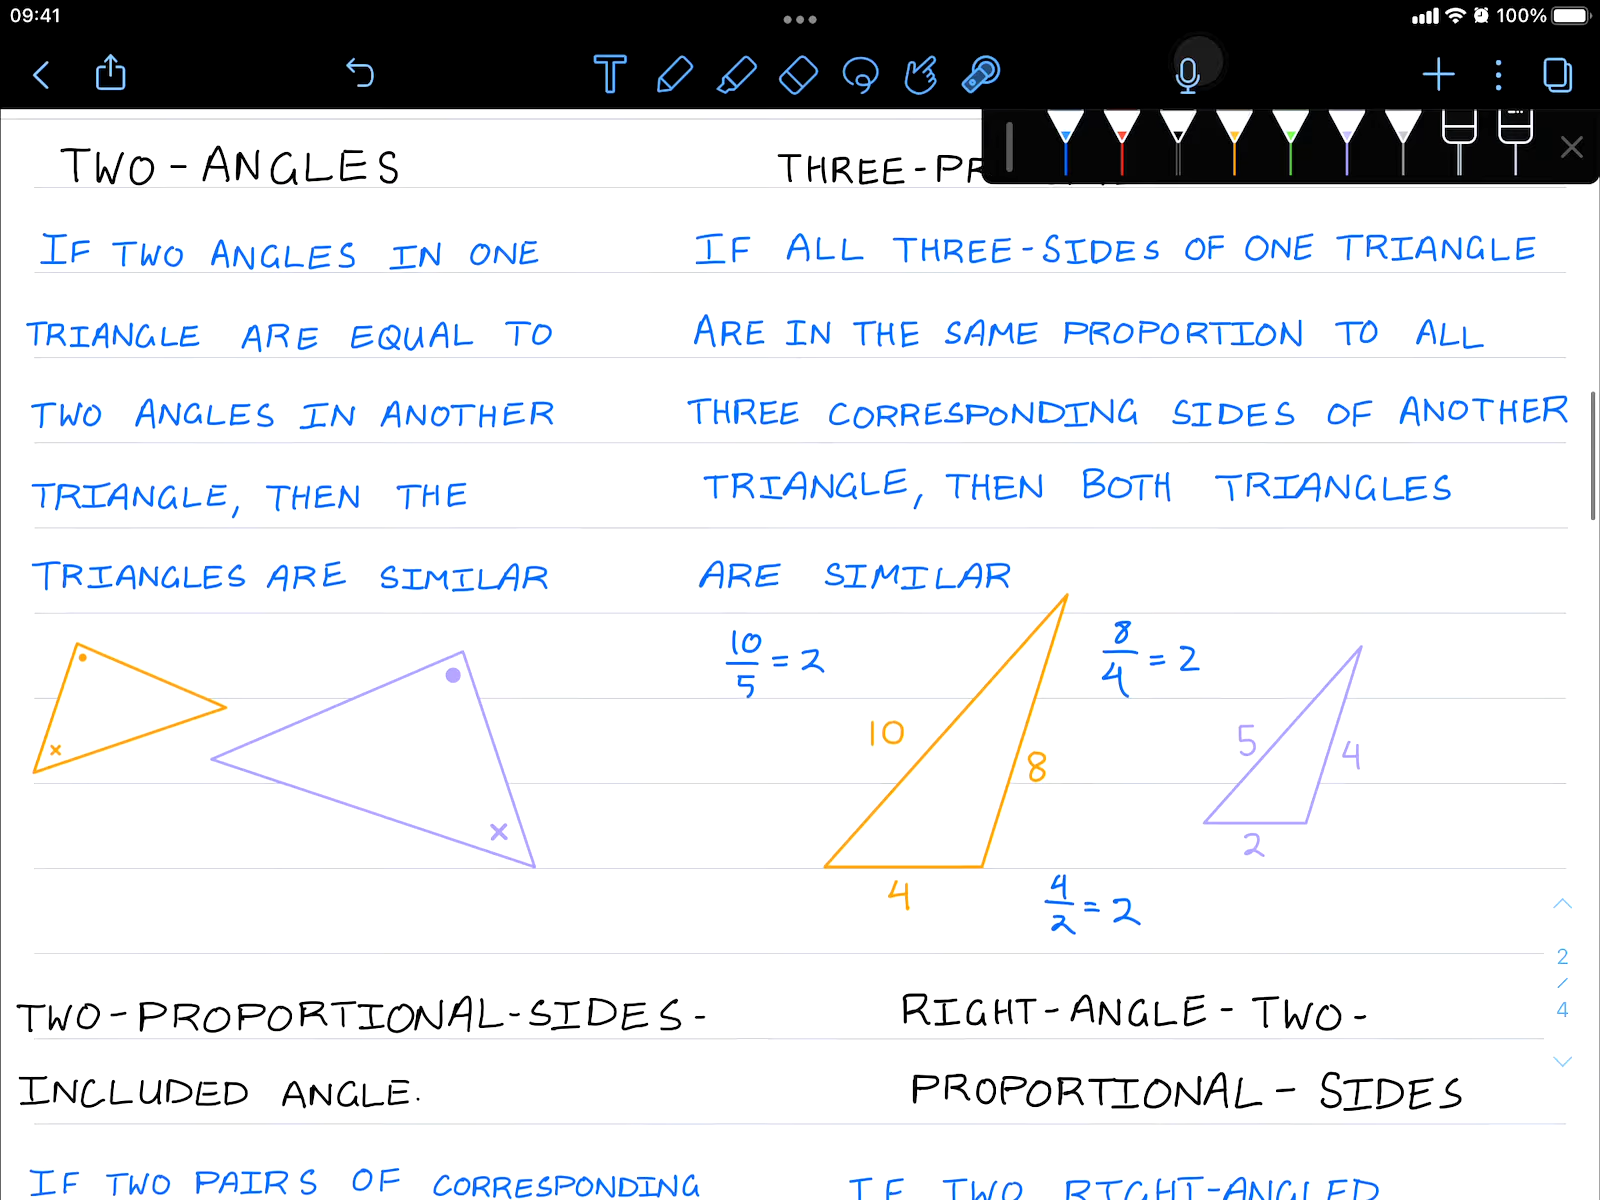 09:41
100%
TWO-ANGLES
IF TWO ANGLES IN ONE
TRIANGLE ARE EQUAL TO
TWO ANGLES IN ANOTHER
TRIANGLE, THEN THE
TRIANGLES ARE SIMILAR
x
x
THREE-PR
IF ALL THREE-SIDES OF ONE TRIANGLE
ARE IN THE SAME PROPORTION TO ALL
THREE CORRESPONDING SIDES OF ANOTHER
TRIANGLE, THEN BOTH TRIANGLES
ARE SIMILAR
10/5 = 2
8/4 = 2
10
8
4
5
4
2
4/2 = 2
2
/
4
TWO-PROPORTIONAL-SIDES-
INCLUDED ANGLE.
IF TWO PAIRS OF CORRESPONDING
RIGHT-ANGLE-TWO-
PROPORTIONAL-SIDES
IF TWO RIGHT-ANGLED